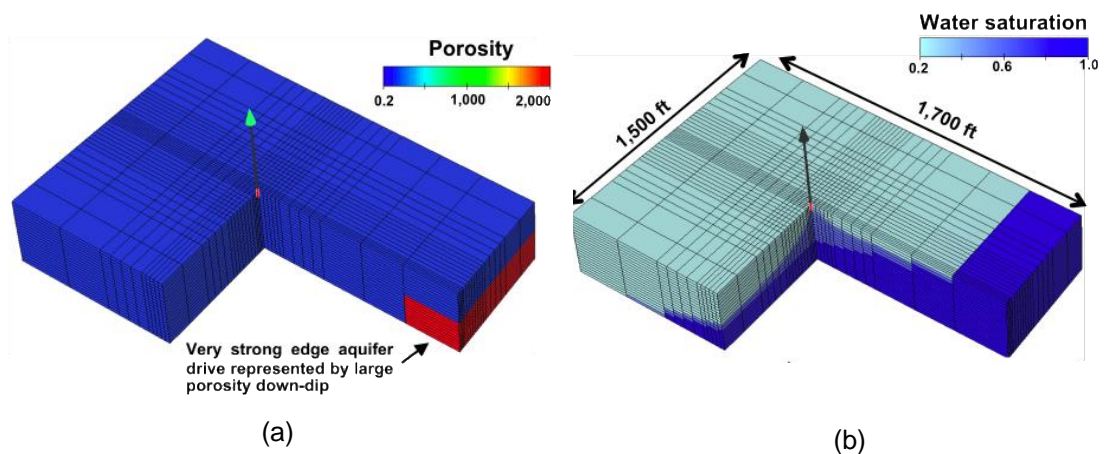 Porosity
0.2 1,000 2,000
Very strong edge aquifer
drive represented by large
porosity down-dip
(a)
Water saturation
0.2 0.6 1.0
1,500 ft
1,700 ft
(b)